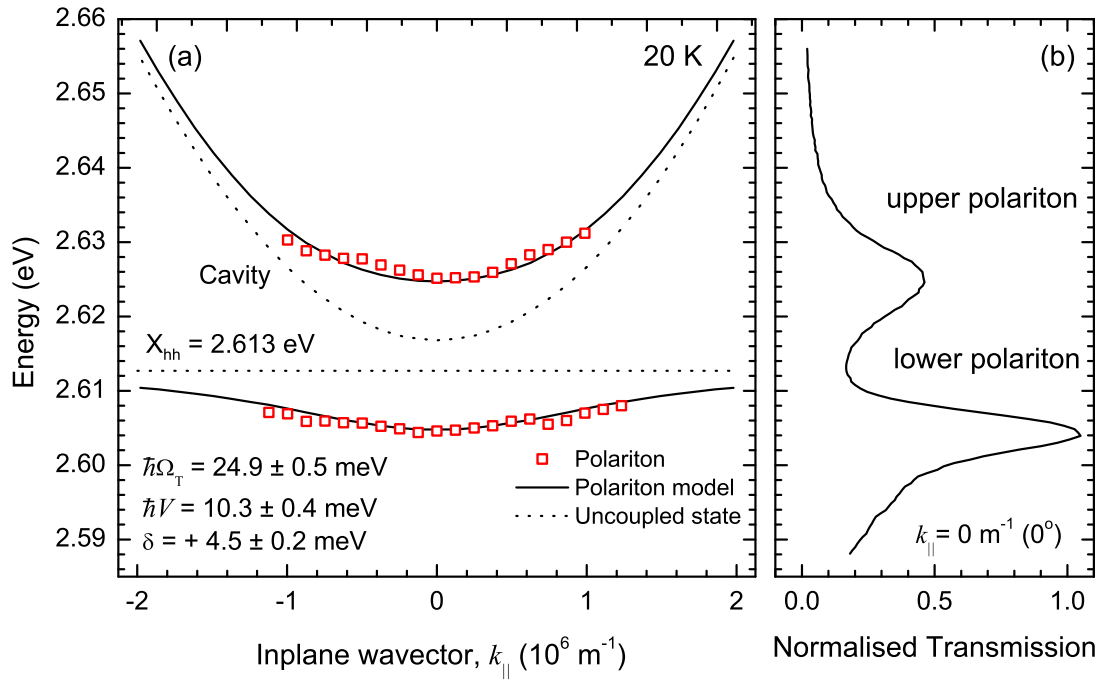 (a)
20 K
(b)
2.66
2.65
2.64
2.63
2.62
2.61
2.60
2.59
Energy (eV)
Cavity
X_hh = 2.613 eV
ħΩ_T = 24.9 ± 0.5 meV
ħV = 10.3 ± 0.4 meV
δ = + 4.5 ± 0.2 meV
Polariton
Polariton model
Uncoupled state
upper polariton
lower polariton
k_|| = 0 m⁻¹ (0°)
-2 -1 0 1 2
0.0 0.5 1.0
Inplane wavector, k_|| (10⁶ m⁻¹)
Normalised Transmission